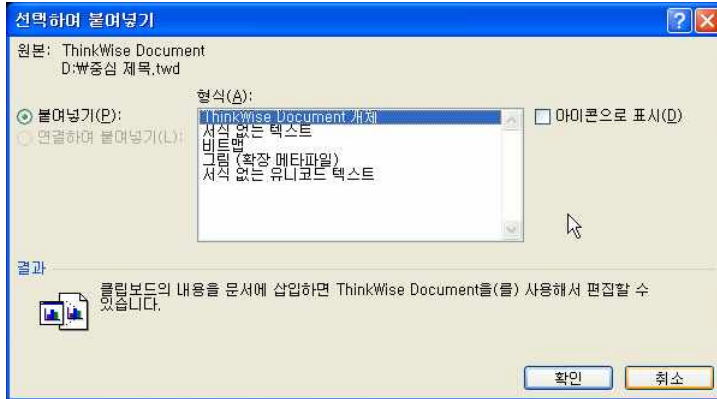 선택하여 붙여넣기
원본: ThinkWise Document
D:₩중심 제목.twd
형식(A):
붙여넣기(P):
연결하여 붙여넣기(L):
ThinkWise Document 개체
서식 없는 텍스트
비트맵
그림 (확장 메타파일)
서식 없는 유니코드 텍스트
아이콘으로 표시(D)
결과
클립보드의 내용을 문서에 삽입하면 ThinkWise Document을(를) 사용해서 편집할 수
있습니다.
확인
취소